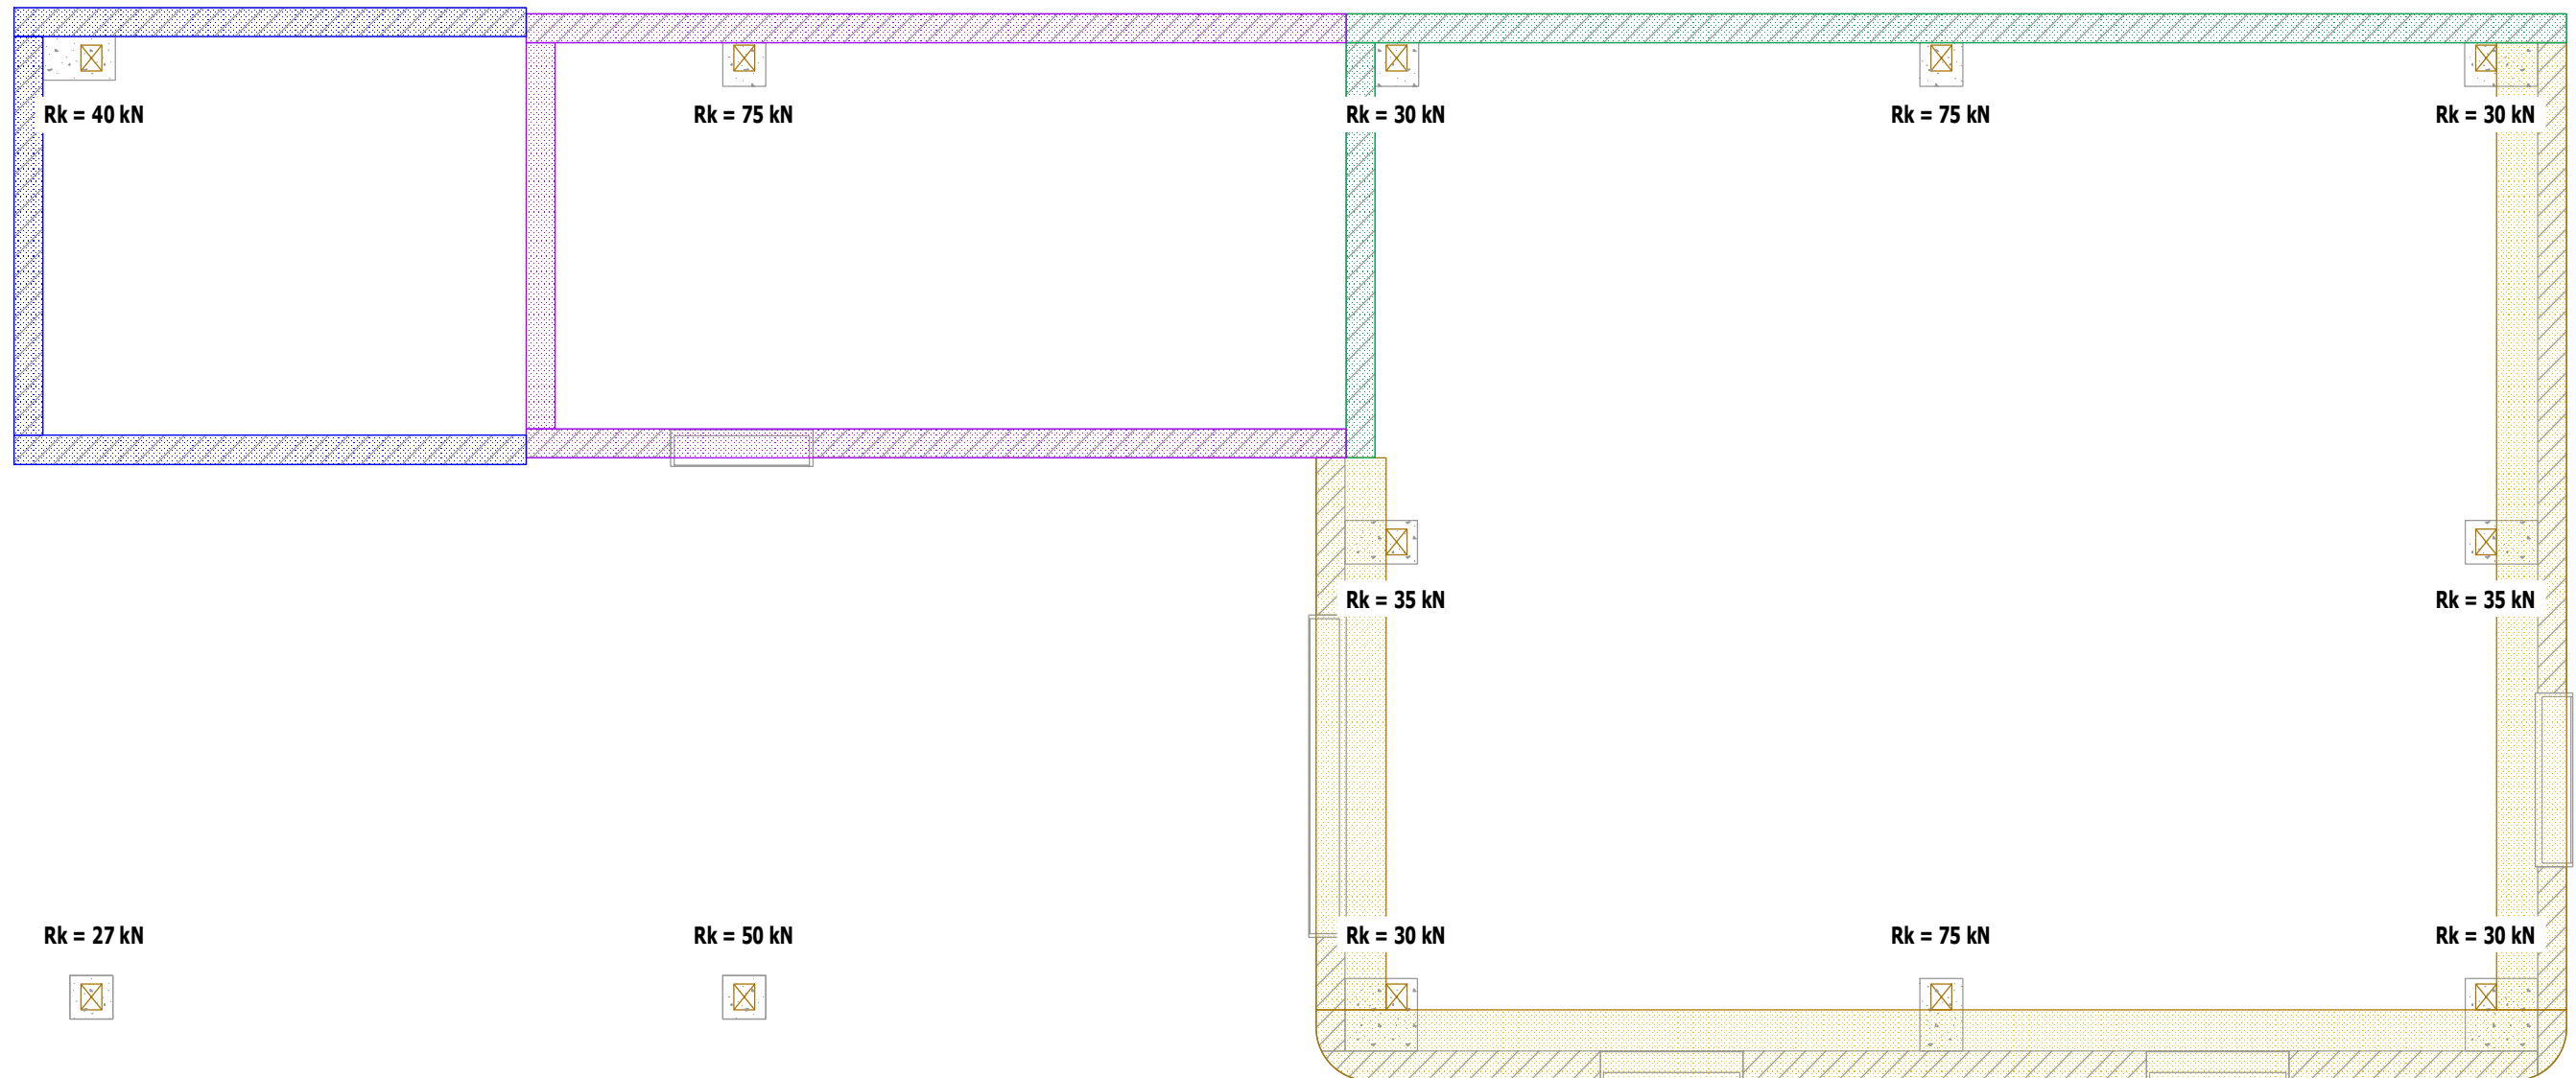 Rk = 40 kN
Rk = 75 kN
Rk = 30 kN
Rk = 75 kN
Rk = 30 kN
Rk = 35 kN
Rk = 35 kN
Rk = 27 kN
Rk = 50 kN
Rk = 30 kN
Rk = 75 kN
Rk = 30 kN